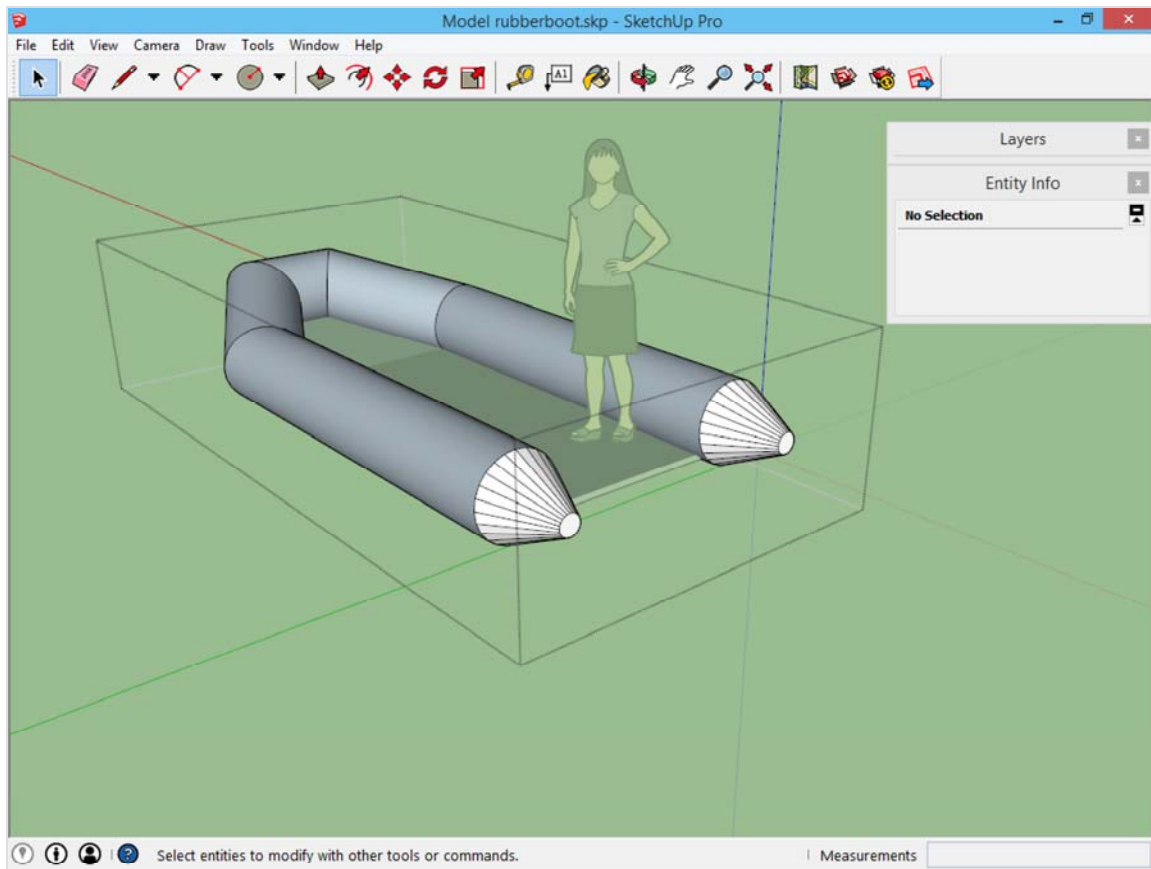 Model rubberboot.skp - SketchUp Pro
File Edit View Camera Draw Tools Window Help
A1
Layers
Entity Info
No Selection
Select entities to modify with other tools or commands.
Measurements